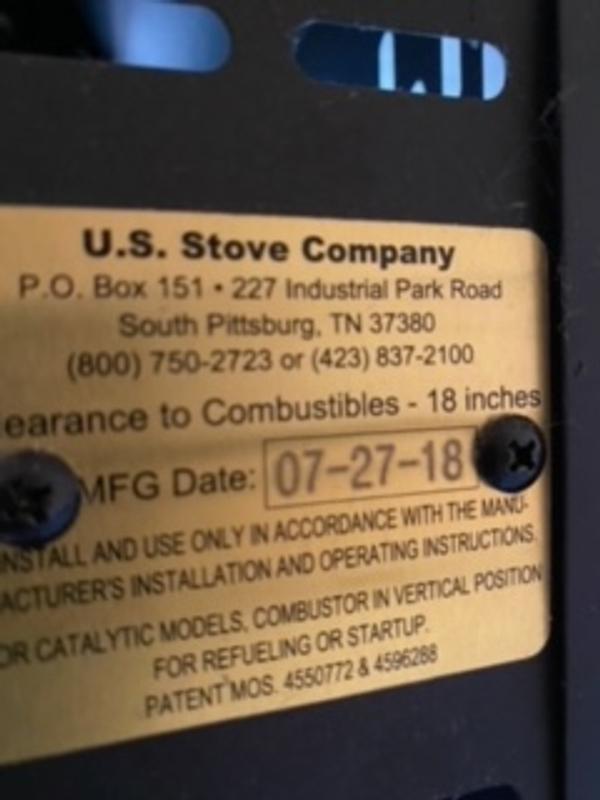 U.S. Stove Company
P.O. Box 151 • 227 Industrial Park Road
South Pittsburg, TN 37380
(800) 750-2723 or (423) 837-2100
earance to Combustibles - 18 inches
MFG Date: 07-27-18
INSTALL AND USE ONLY IN ACCORDANCE WITH THE MANU-
ACTURER'S INSTALLATION AND OPERATING INSTRUCTIONS.
OR CATALYTIC MODELS, COMBUSTOR IN VERTICAL POSITION
FOR REFUELING OR STARTUP.
PATENT MOS. 4550772 & 4596288